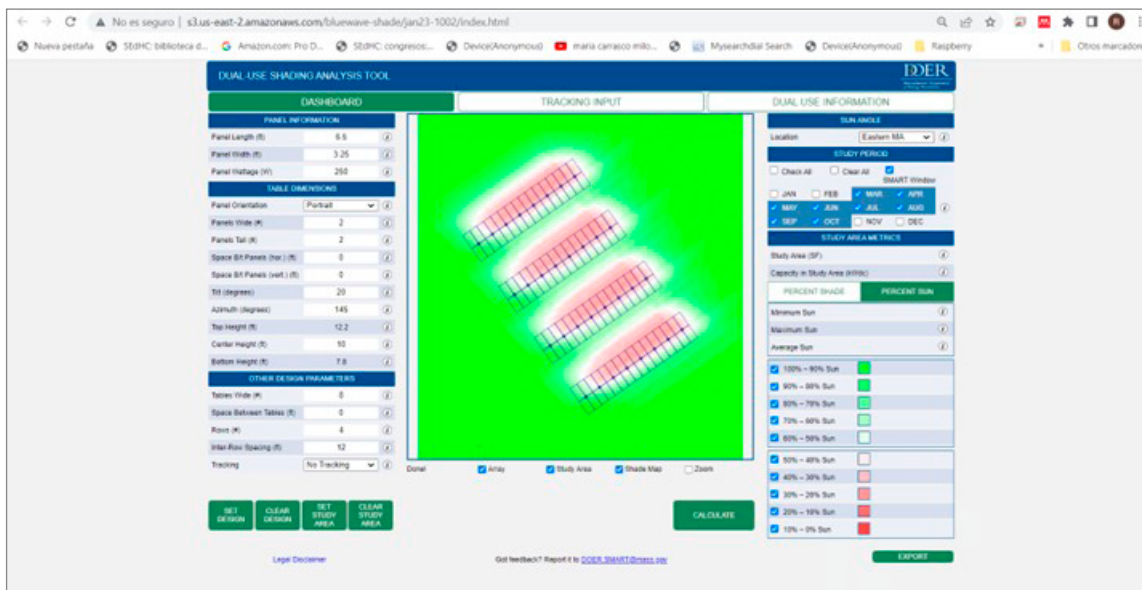 No es seguro | s3.us-east-2.amazonaws.com/bluewave-shade/jan23-1002/index.html
Nueva pestaña SEdHC: biblioteca d... Amazon.com: Pro D... SEdHC: congresos:... Device(Anonymous) maria carrasco milo... Mysearchdial Search Device(Anonymous) Raspberry » Otros marcadores
DUAL-USE SHADING ANALYSIS TOOL
DOER
DASHBOARD TRACKING INPUT DUAL USE INFORMATION
PANEL INFORMATION
Panel Length (ft) 6.5
Panel Width (ft) 3.25
Panel Wattage (W) 250
TABLE DIMENSIONS
Panel Orientation Portrait
Panels Wide (#) 2
Panels Tall (#) 2
Space B/t Panels (hor.) (ft) 0
Space B/t Panels (vert.) (ft) 0
Tilt (degrees) 20
Azimuth (degrees) 145
Top Height (ft) 12.2
Center Height (ft) 10
Bottom Height (ft) 7.8
OTHER DESIGN PARAMETERS
Tables Wide (#) 8
Space Between Tables (ft) 0
Rows (#) 4
Inter-Row Spacing (ft) 12
Tracking No Tracking
SET DESIGN
CLEAR DESIGN
SET STUDY AREA
CLEAR STUDY AREA
Done! Array Study Area Shade Map Zoom
CALCULATE
SUN ANGLE
Location Eastern MA
STUDY PERIOD
Check All Clear All SMART Window
JAN FEB MAR APR
MAY JUN JUL AUG
SEP OCT NOV DEC
STUDY AREA METRICS
Study Area (SF)
Capacity in Study Area (kWdc)
PERCENT SHADE PERCENT SUN
Minimum Sun
Maximum Sun
Average Sun
100% – 90% Sun
90% – 80% Sun
80% – 70% Sun
70% – 60% Sun
60% – 50% Sun
50% – 40% Sun
40% – 30% Sun
30% – 20% Sun
20% – 10% Sun
10% – 0% Sun
EXPORT
Legal Disclaimer
Got feedback? Report it to DOER.SMART@mass.gov